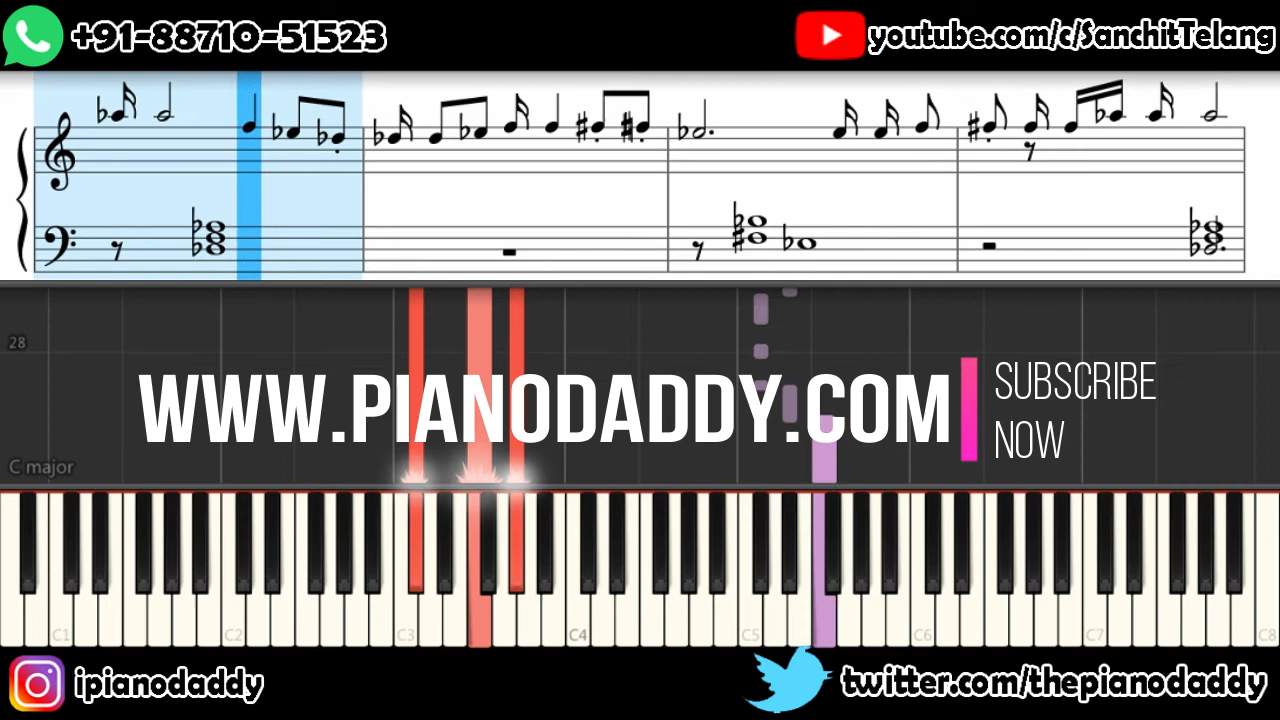 +91-88710-51523
youtube.com/c/SanchitTelang
28
WWW.PIANODADDY.COM
SUBSCRIBE
NOW
C major
C1 C2 C3 C4 C5 C6 C7 C8
ipianodaddy
twitter.com/thepianodaddy